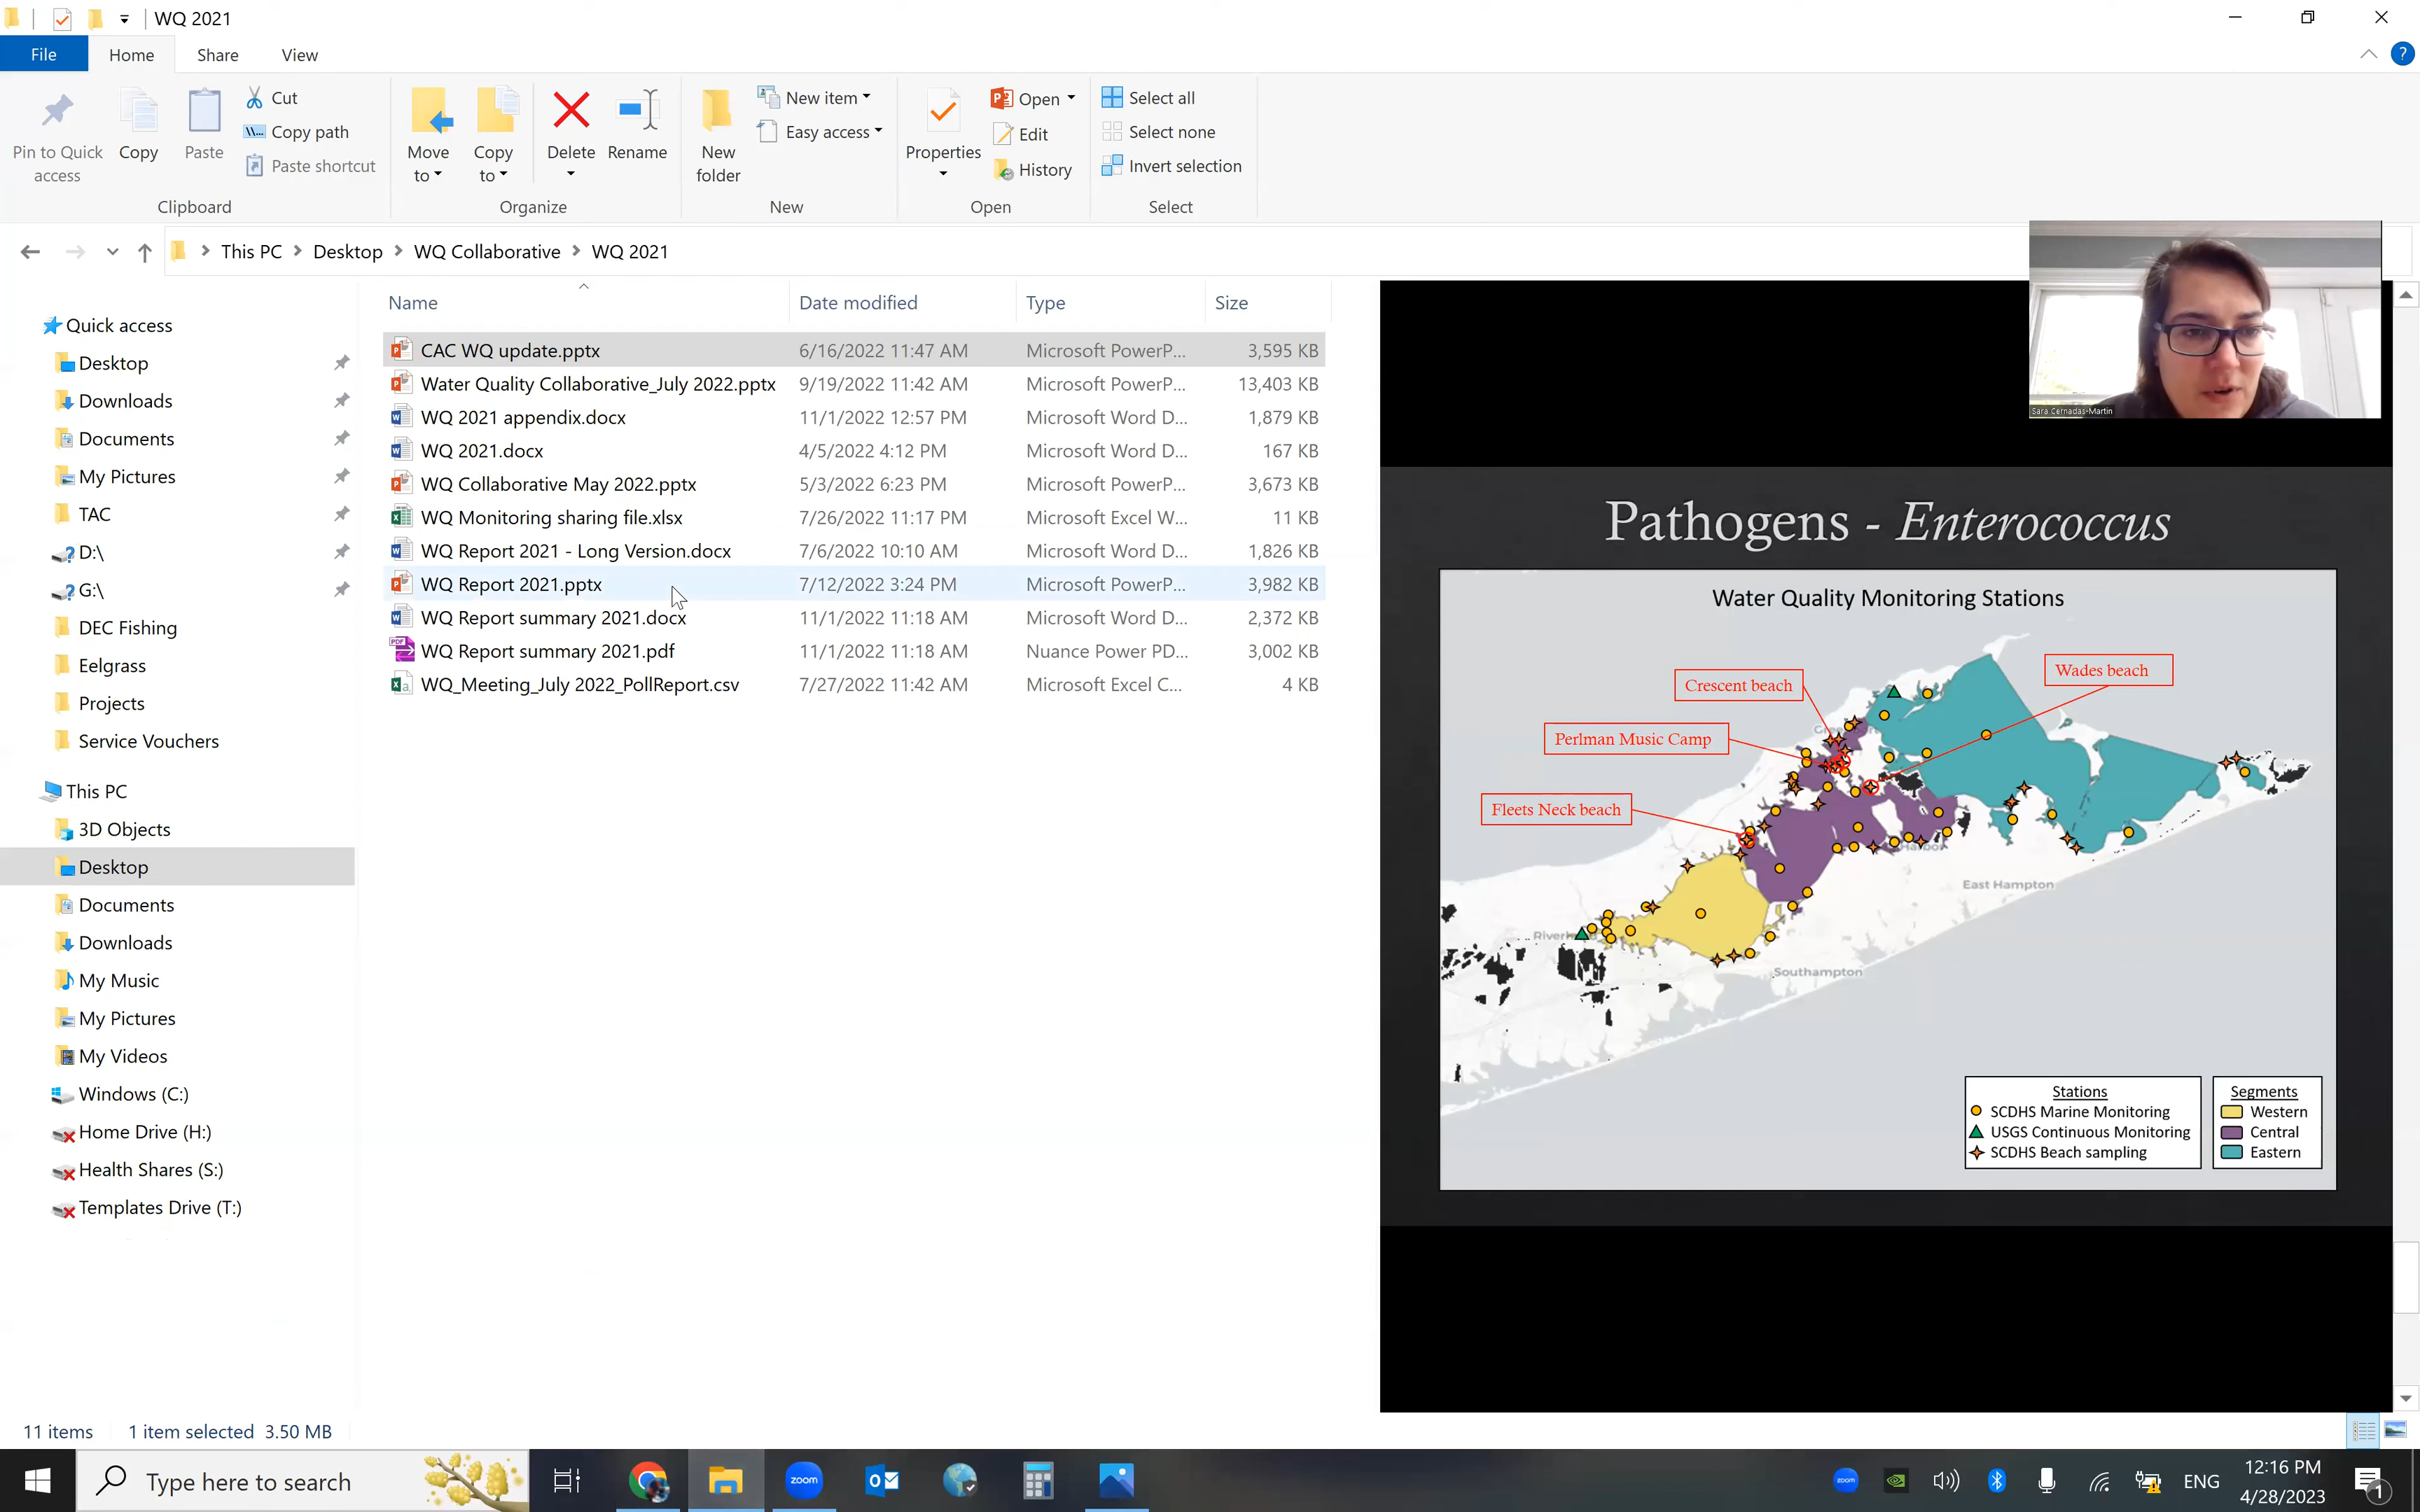 WQ 2021
File Home Share View
Pin to Quick access
Copy
Paste
Cut
Copy path
Paste shortcut
Clipboard
Move to
Copy to
Delete
Rename
Organize
New folder
New item
Easy access
New
Properties
Open
Edit
History
Open
Select all
Select none
Invert selection
Select
This PC > Desktop > WQ Collaborative > WQ 2021
Name Date modified Type Size
CAC WQ update.pptx 6/16/2022 11:47 AM Microsoft PowerP... 3,595 KB
Water Quality Collaborative_July 2022.pptx 9/19/2022 11:42 AM Microsoft PowerP... 13,403 KB
WQ 2021 appendix.docx 11/1/2022 12:57 PM Microsoft Word D... 1,879 KB
WQ 2021.docx 4/5/2022 4:12 PM Microsoft Word D... 167 KB
WQ Collaborative May 2022.pptx 5/3/2022 6:23 PM Microsoft PowerP... 3,673 KB
WQ Monitoring sharing file.xlsx 7/26/2022 11:17 PM Microsoft Excel W... 11 KB
WQ Report 2021 - Long Version.docx 7/6/2022 10:10 AM Microsoft Word D... 1,826 KB
WQ Report 2021.pptx 7/12/2022 3:24 PM Microsoft PowerP... 3,982 KB
WQ Report summary 2021.docx 11/1/2022 11:18 AM Microsoft Word D... 2,372 KB
WQ Report summary 2021.pdf 11/1/2022 11:18 AM Nuance Power PD... 3,002 KB
WQ_Meeting_July 2022_PollReport.csv 7/27/2022 11:42 AM Microsoft Excel C... 4 KB
Quick access
Desktop
Downloads
Documents
My Pictures
TAC
D:\
G:\
DEC Fishing
Eelgrass
Projects
Service Vouchers
This PC
3D Objects
Desktop
Documents
Downloads
My Music
My Pictures
My Videos
Windows (C:)
Home Drive (H:)
Health Shares (S:)
Templates Drive (T:)
Sara Cernadas-Martin
Pathogens - Enterococcus
Water Quality Monitoring Stations
Wades beach
Crescent beach
Perlman Music Camp
Fleets Neck beach
East Hampton
Southampton
Stations
SCDHS Marine Monitoring
USGS Continuous Monitoring
SCDHS Beach sampling
Segments
Western
Central
Eastern
11 items 1 item selected 3.50 MB
Type here to search
zoom
zoom
ENG
12:16 PM
4/28/2023
1